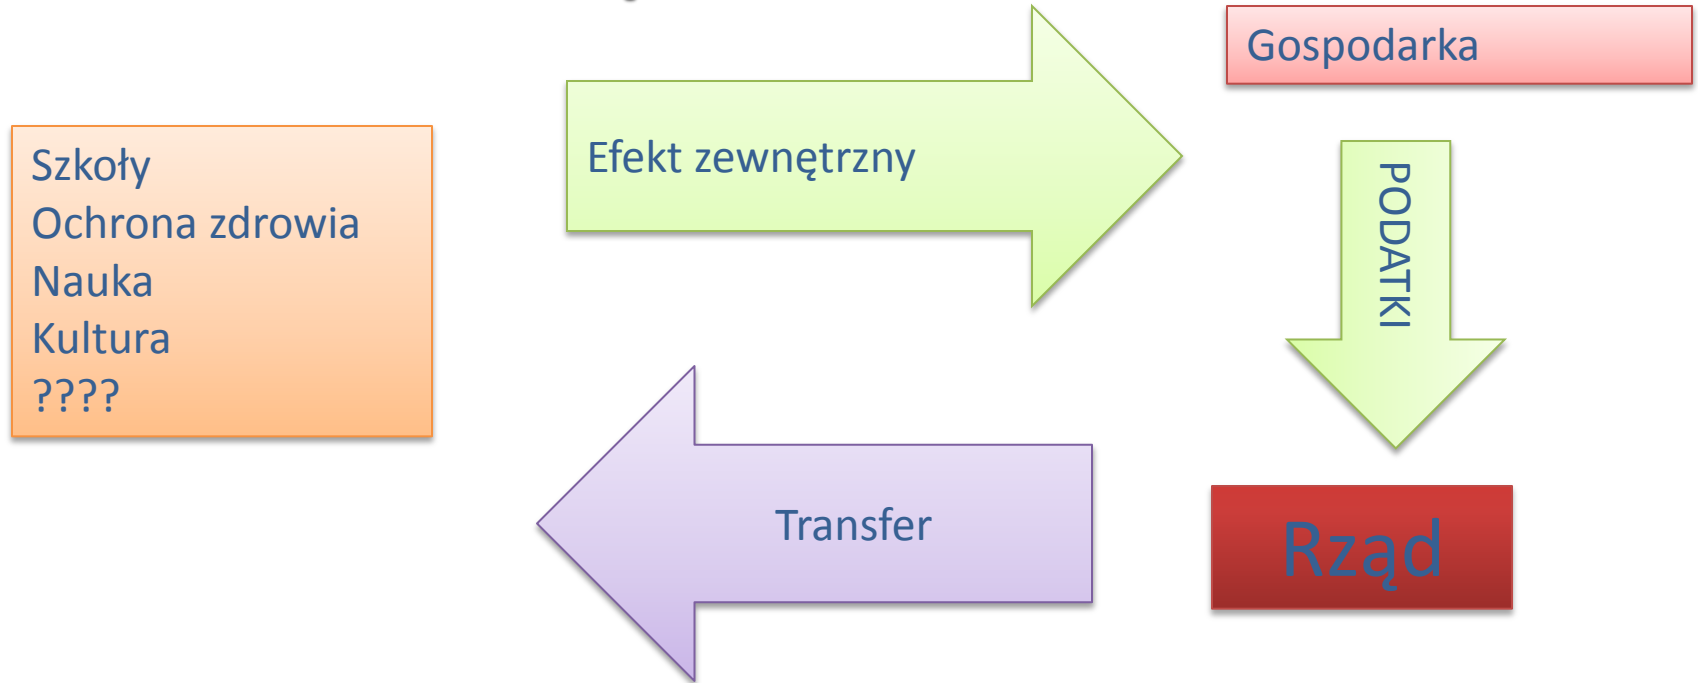 Gospodarka
Efekt zewnętrzny
Szkoły
Ochrona zdrowia
Nauka
Kultura
????
PODATKI
Transfer
Rząd